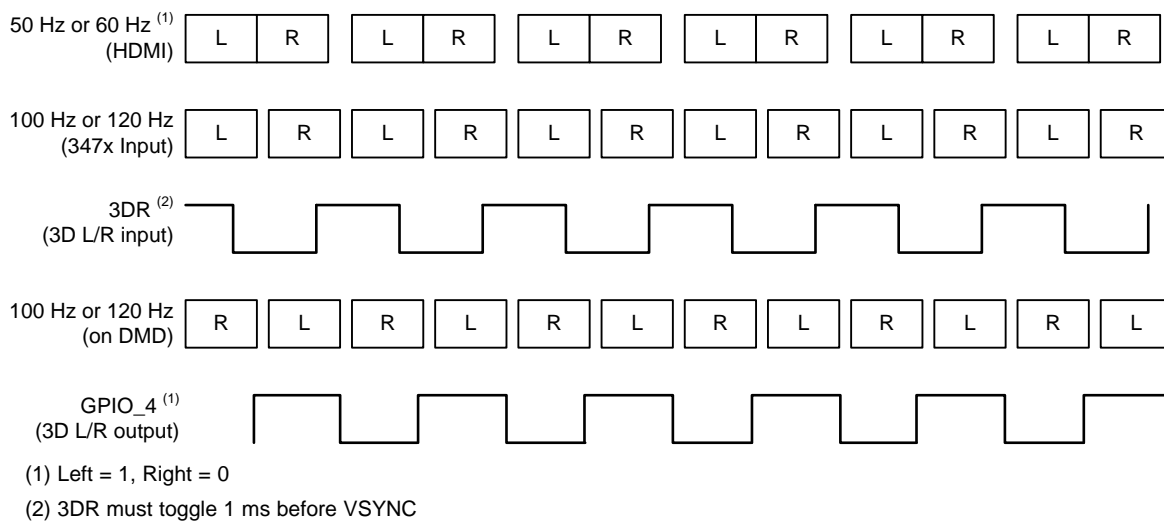 50 Hz or 60 Hz (1)
(HDMI)
L R L R L R L R L R L R
100 Hz or 120 Hz
(347x Input)
L R L R L R L R L R L R
3DR (2)
(3D L/R input)
100 Hz or 120 Hz
(on DMD)
R L R L R L R L R L R L
GPIO_4 (1)
(3D L/R output)
(1) Left = 1, Right = 0
(2) 3DR must toggle 1 ms before VSYNC